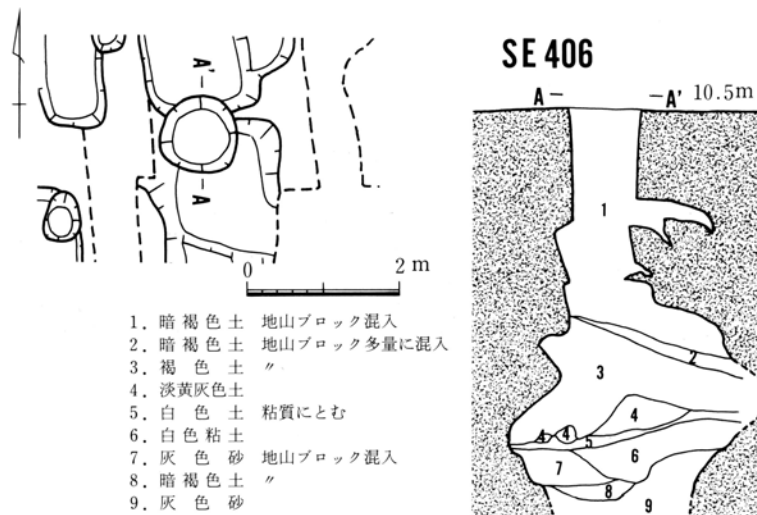 SE 406
A'
A
A A' 10.5m
0 2 m
1
2
3
4
4 4
5
6
7
8
9
1. 暗褐色土 地山ブロック混入
2. 暗褐色土 地山ブロック多量に混入
3. 褐色土 〃
4. 淡黄灰色土
5. 白色土 粘質にとむ
6. 白色粘土
7. 灰色砂 地山ブロック混入
8. 暗褐色土 〃
9. 灰色砂